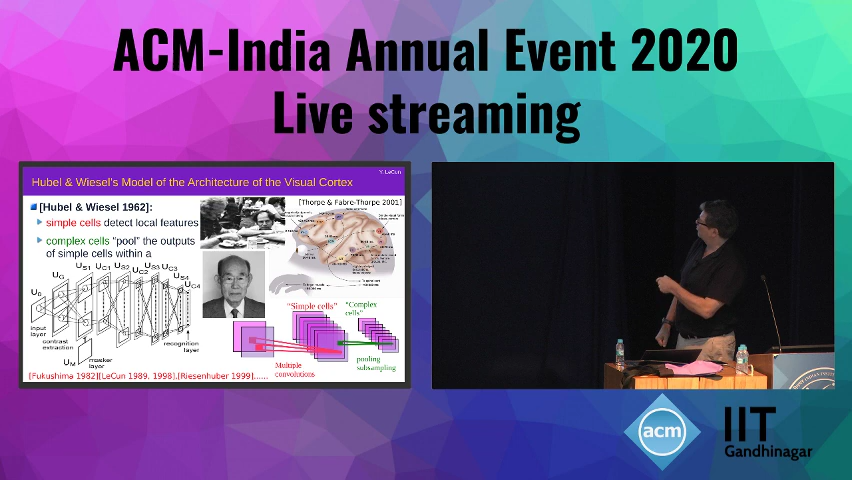 ACM-India Annual Event 2020
Live streaming
Y. LeCun
Hubel & Wiesel's Model of the Architecture of the Visual Cortex
[Hubel & Wiesel 1962]:
simple cells detect local features
complex cells "pool" the outputs
of simple cells within a
[Thorpe & Fabre-Thorpe 2001]
U0
UG
US1
UC1
US2
UC2
US3
UC3
US4
UC4
input
layer
contrast
extraction
UM
masker
layer
recognition
layer
"Simple cells"
"Complex
cells"
Multiple
convolutions
pooling
subsampling
[Fukushima 1982][LeCun 1989, 1998],[Riesenhuber 1999]......
acm
IIT
Gandhinagar